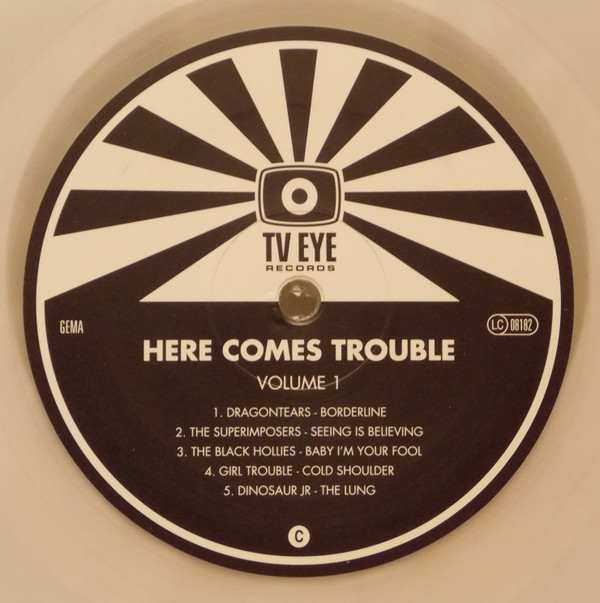 TV EYE
RECORDS
GEMA
LC 08182
HERE COMES TROUBLE
VOLUME 1
1. DRAGONTEARS - BORDERLINE
2. THE SUPERIMPOSERS - SEEING IS BELIEVING
3. THE BLACK HOLLIES - BABY I'M YOUR FOOL
4. GIRL TROUBLE - COLD SHOULDER
5. DINOSAUR JR - THE LUNG
C